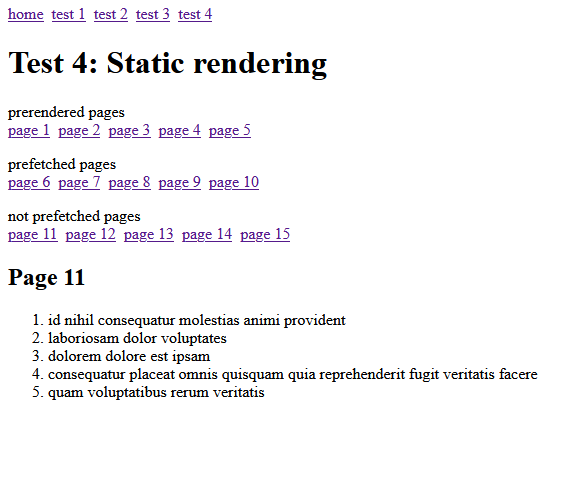 home test 1 test 2 test 3 test 4
Test 4: Static rendering
prerendered pages
page 1 page 2 page 3 page 4 page 5
prefetched pages
page 6 page 7 page 8 page 9 page 10
not prefetched pages
page 11 page 12 page 13 page 14 page 15
Page 11
1. id nihil consequatur molestias animi provident
2. laboriosam dolor voluptates
3. dolorem dolore est ipsam
4. consequatur placeat omnis quisquam quia reprehenderit fugit veritatis facere
5. quam voluptatibus rerum veritatis